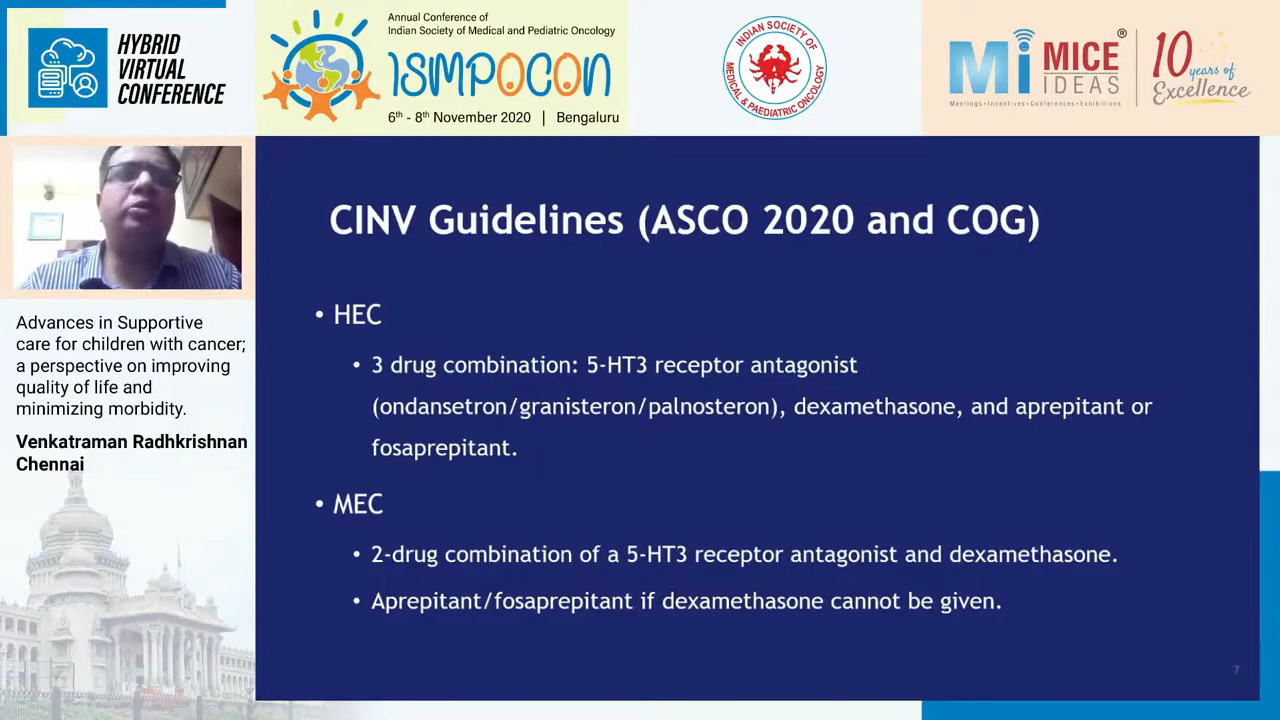 HYBRID
VIRTUAL
CONFERENCE
Annual Conference of
Indian Society of Medical and Pediatric Oncology
ISMPOCON
6th - 8th November 2020 | Bengaluru
INDIAN SOCIETY OF
MEDICAL & PAEDIATRIC ONCOLOGY
Mi MICE ®
IDEAS
Meetings • Incentives • Conferences • Exhibitions
10 years of
Excellence
Advances in Supportive
care for children with cancer;
a perspective on improving
quality of life and
minimizing morbidity.
Venkatraman Radhkrishnan
Chennai
CINV Guidelines (ASCO 2020 and COG)
• HEC
• 3 drug combination: 5-HT3 receptor antagonist
(ondansetron/granisteron/palnosteron), dexamethasone, and aprepitant or
fosaprepitant.
• MEC
• 2-drug combination of a 5-HT3 receptor antagonist and dexamethasone.
• Aprepitant/fosaprepitant if dexamethasone cannot be given.
7